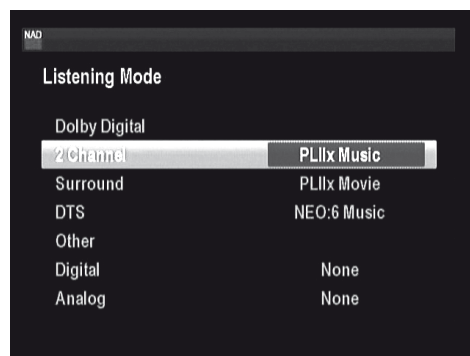 NAD
Listening Mode
Dolby Digital
2 Channel PLIIx Music
Surround PLIIx Movie
DTS NEO:6 Music
Other
Digital None
Analog None